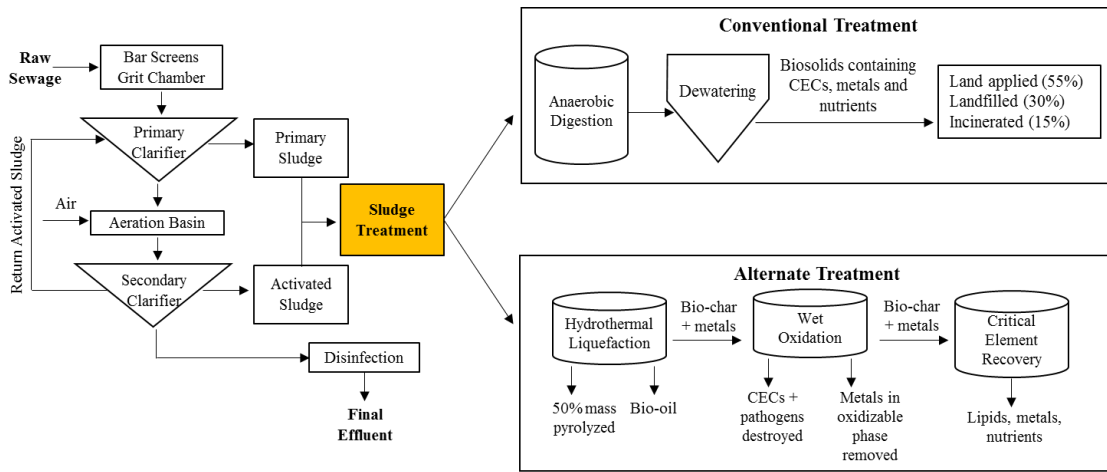 Raw
Sewage
Bar Screens
Grit Chamber
Primary
Clarifier
Primary
Sludge
Return Activated Sludge
Air
Aeration Basin
Secondary
Clarifier
Activated
Sludge
Disinfection
Final
Effluent
Sludge
Treatment
Conventional Treatment
Anaerobic
Digestion
Dewatering
Biosolids containing
CECs, metals and
nutrients
Land applied (55%)
Landfilled (30%)
Incinerated (15%)
Alternate Treatment
Hydrothermal
Liquefaction
Bio-char
+ metals
Wet
Oxidation
Bio-char
+ metals
Critical
Element
Recovery
50% mass
pyrolyzed
Bio-oil
CECs +
pathogens
destroyed
Metals in
oxidizable
phase
removed
Lipids, metals,
nutrients